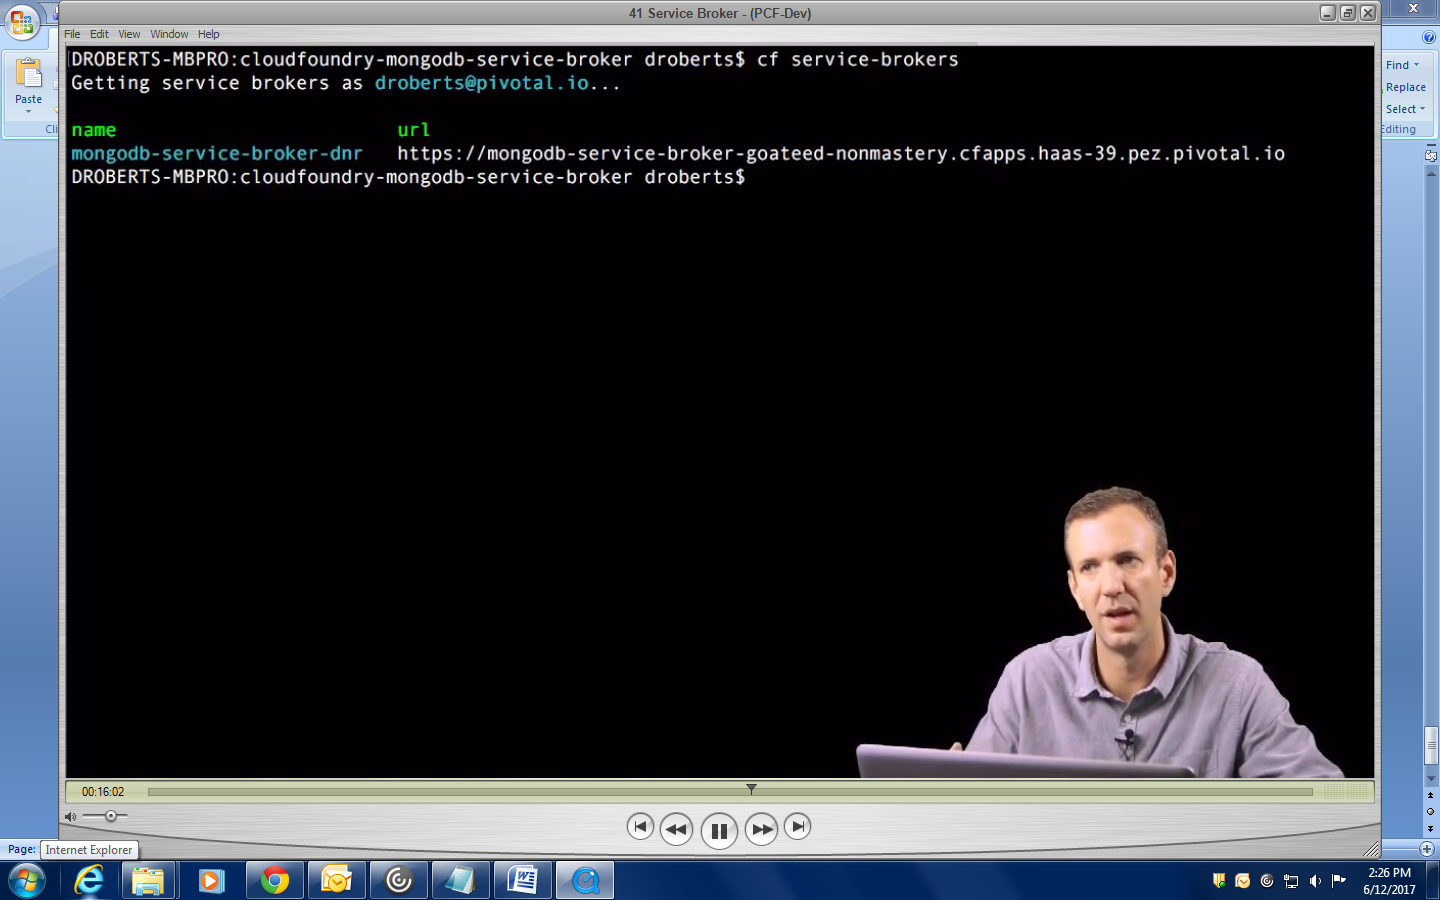 41 Service Broker - (PCF-Dev)
File Edit View Window Help
DROBERTS-MBPRO:cloudfoundry-mongodb-service-broker droberts$ cf service-brokers
Getting service brokers as droberts@pivotal.io...
name url
mongodb-service-broker-dnr https://mongodb-service-broker-goateed-nonmastery.cfapps.haas-39.pez.pivotal.io
DROBERTS-MBPRO:cloudfoundry-mongodb-service-broker droberts$
Paste
Find
Replace
Select
Editing
00:16:02
Page:
Internet Explorer
2:26 PM
6/12/2017